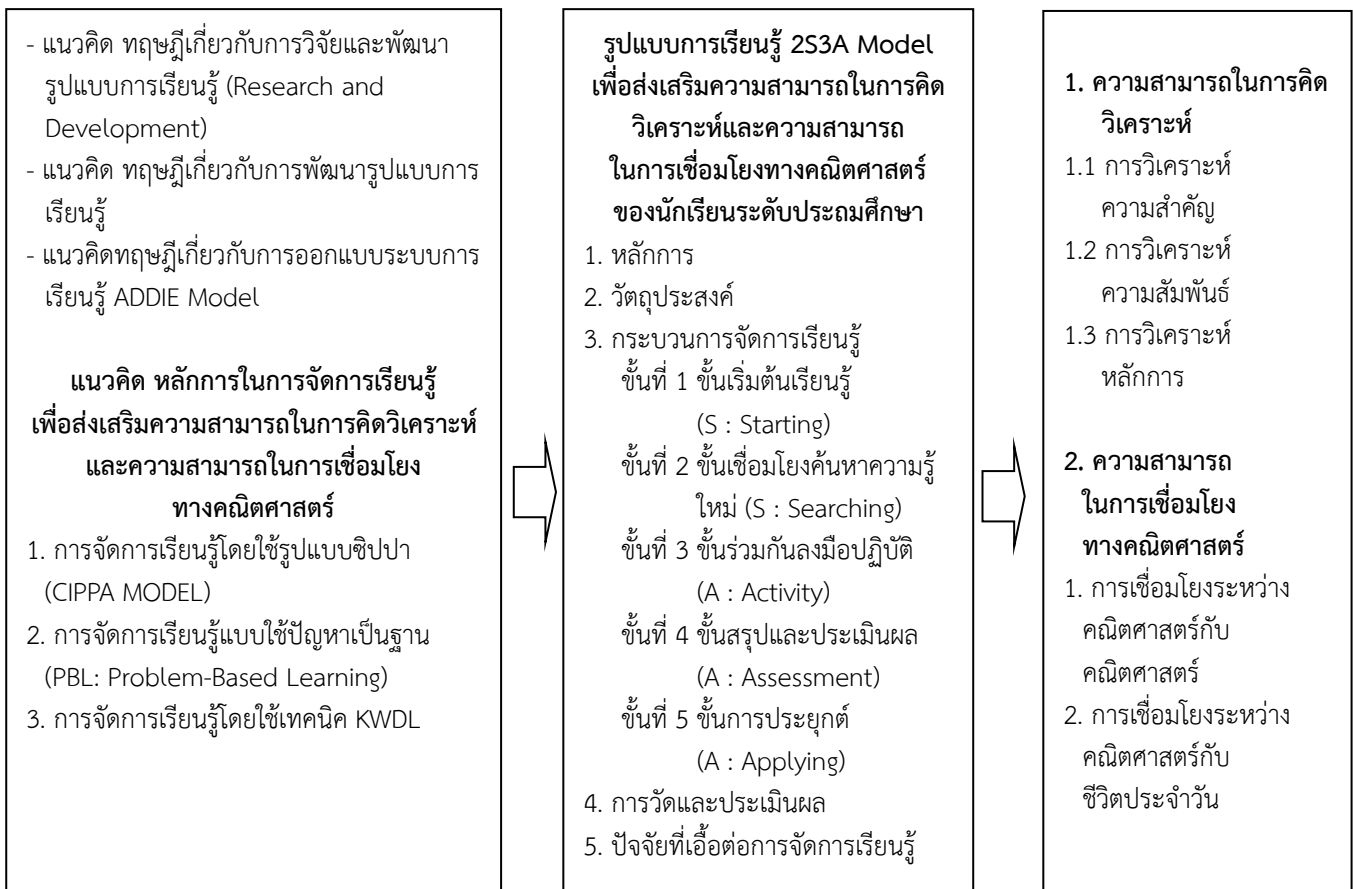 - แนวคิด ทฤษฎีเกี่ยวกับการวิจัยและพัฒนา
รูปแบบการเรียนรู้ (Research and
Development)
- แนวคิด ทฤษฎีเกี่ยวกับการพัฒนารูปแบบการ
เรียนรู้
- แนวคิดทฤษฎีเกี่ยวกับการออกแบบระบบการ
เรียนรู้ ADDIE Model
แนวคิด หลักการในการจัดการเรียนรู้
เพื่อส่งเสริมความสามารถในการคิดวิเคราะห์
และความสามารถในการเชื่อมโยง
ทางคณิตศาสตร์
1. การจัดการเรียนรู้โดยใช้รูปแบบซิปปา
(CIPPA MODEL)
2. การจัดการเรียนรู้แบบใช้ปัญหาเป็นฐาน
(PBL: Problem-Based Learning)
3. การจัดการเรียนรู้โดยใช้เทคนิค KWDL
รูปแบบการเรียนรู้ 2S3A Model
เพื่อส่งเสริมความสามารถในการคิด
วิเคราะห์และความสามารถ
ในการเชื่อมโยงทางคณิตศาสตร์
ของนักเรียนระดับประถมศึกษา
1. หลักการ
2. วัตถุประสงค์
3. กระบวนการจัดการเรียนรู้
ขั้นที่ 1 ขั้นเริ่มต้นเรียนรู้
(S : Starting)
ขั้นที่ 2 ขั้นเชื่อมโยงค้นหาความรู้
ใหม่ (S : Searching)
ขั้นที่ 3 ขั้นร่วมกันลงมือปฏิบัติ
(A : Activity)
ขั้นที่ 4 ขั้นสรุปและประเมินผล
(A : Assessment)
ขั้นที่ 5 ขั้นการประยุกต์
(A : Applying)
4. การวัดและประเมินผล
5. ปัจจัยที่เอื้อต่อการจัดการเรียนรู้
1. ความสามารถในการคิด
วิเคราะห์
1.1 การวิเคราะห์
ความสำคัญ
1.2 การวิเคราะห์
ความสัมพันธ์
1.3 การวิเคราะห์
หลักการ
2. ความสามารถ
ในการเชื่อมโยง
ทางคณิตศาสตร์
1. การเชื่อมโยงระหว่าง
คณิตศาสตร์กับ
คณิตศาสตร์
2. การเชื่อมโยงระหว่าง
คณิตศาสตร์กับ
ชีวิตประจำวัน